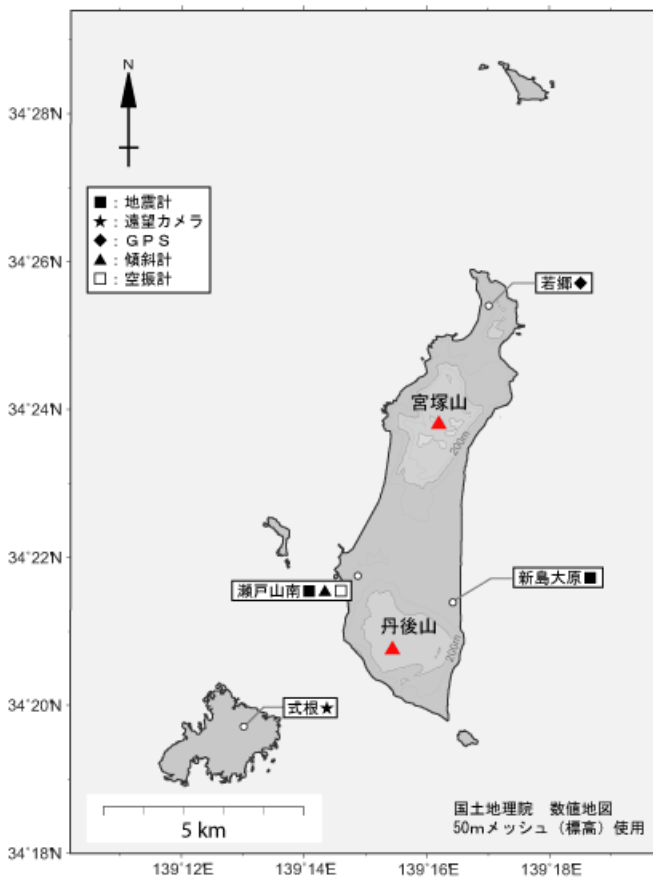 N
34°28'N
34°26'N
34°24'N
34°22'N
34°20'N
34°18'N
■：地震計
★：遠望カメラ
◆：ＧＰＳ
▲：傾斜計
□：空振計
若郷◆
宮塚山
200m
新島大原■
瀬戸山南■▲□
丹後山
200m
式根★
5 km
国土地理院　数値地図
50mメッシュ（標高）使用
139°12'E
139°14'E
139°16'E
139°18'E